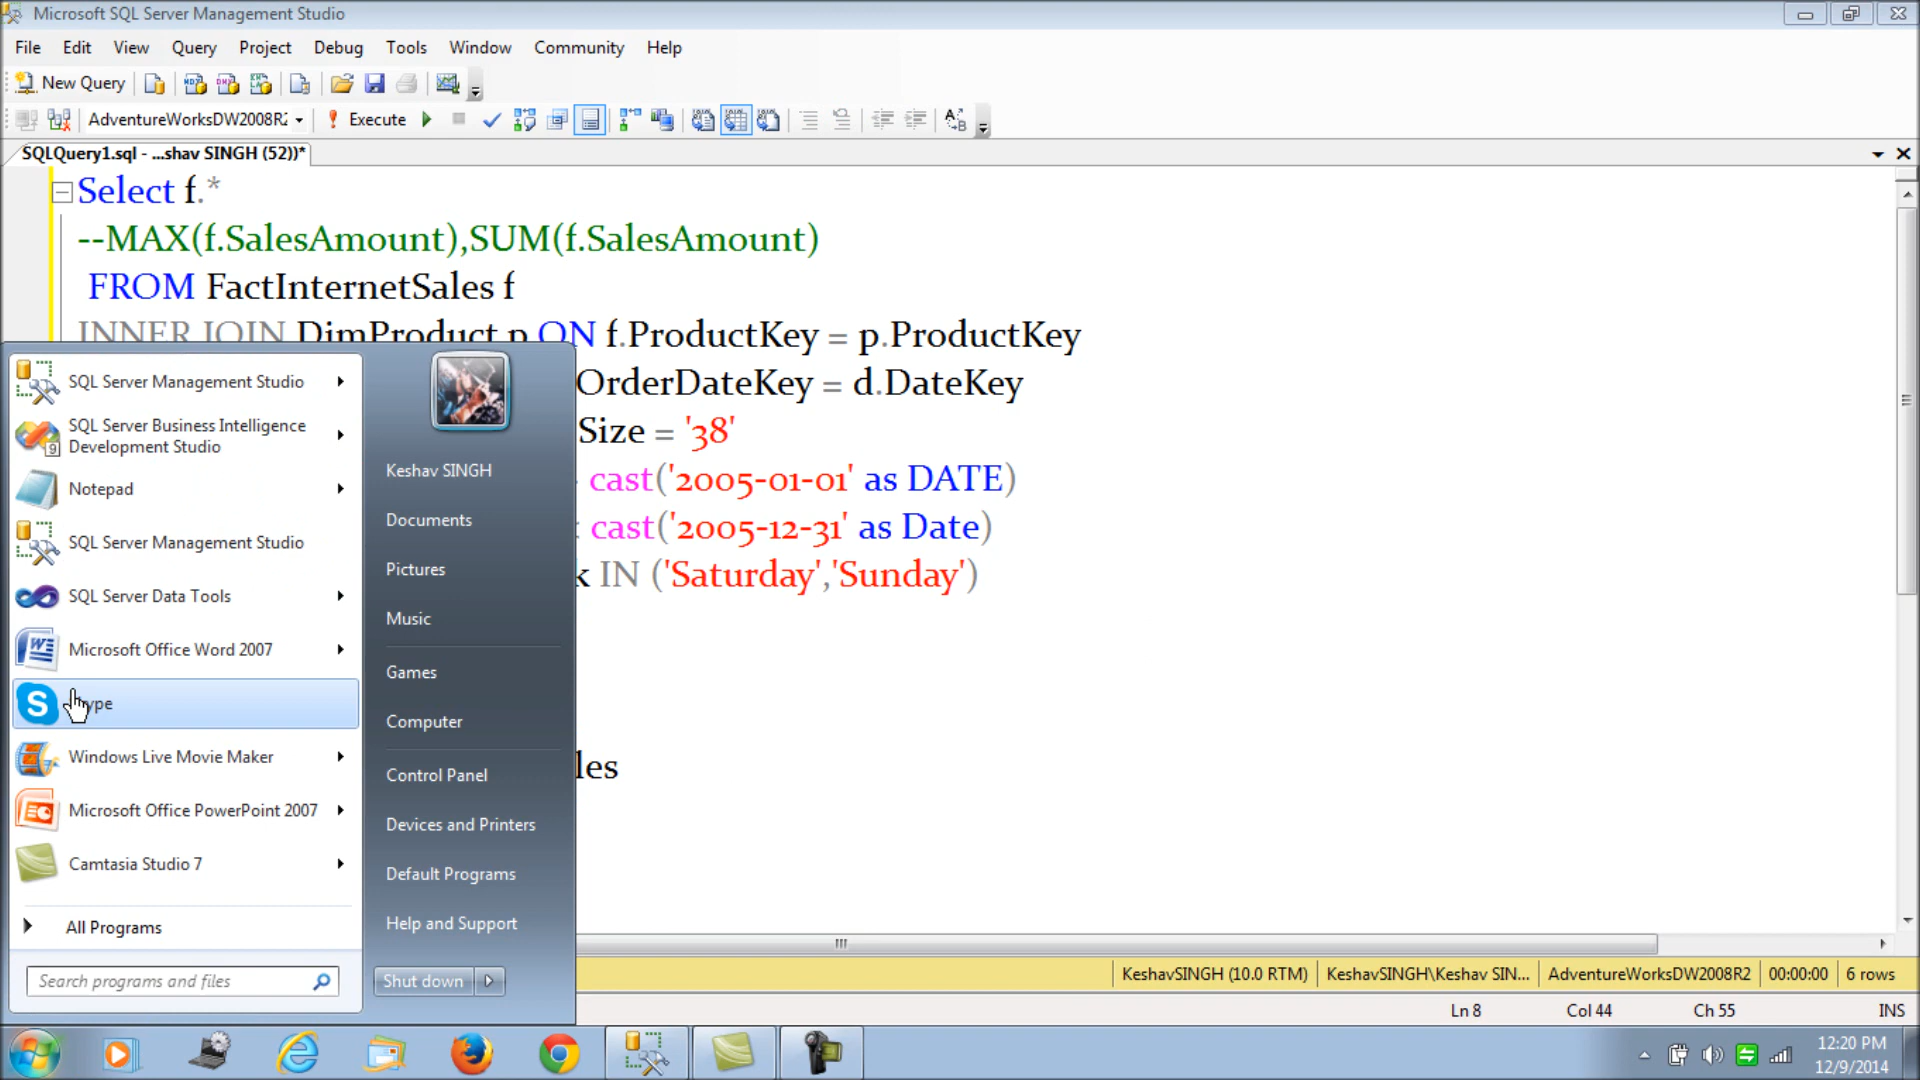 Microsoft SQL Server Management Studio
File Edit View Query Project Debug Tools Window Community Help
New Query
AdventureWorksDW2008R2 Execute
SQLQuery1.sql - ...shav SINGH (52))*
Select f.*
--MAX(f.SalesAmount),SUM(f.SalesAmount)
FROM FactInternetSales f
INNER JOIN DimProduct p ON f.ProductKey = p.ProductKey
OrderDateKey = d.DateKey
Size = '38'
cast('2005-01-01' as DATE)
cast('2005-12-31' as Date)
k IN ('Saturday','Sunday')
les
SQL Server Management Studio
SQL Server Business Intelligence
Development Studio
Notepad
SQL Server Management Studio
SQL Server Data Tools
Microsoft Office Word 2007
ype
Windows Live Movie Maker
Microsoft Office PowerPoint 2007
Camtasia Studio 7
All Programs
Search programs and files
Keshav SINGH
Documents
Pictures
Music
Games
Computer
Control Panel
Devices and Printers
Default Programs
Help and Support
Shut down
KeshavSINGH (10.0 RTM) KeshavSINGH\Keshav SIN... AdventureWorksDW2008R2 00:00:00 6 rows
Ln 8 Col 44 Ch 55 INS
12:20 PM
12/9/2014